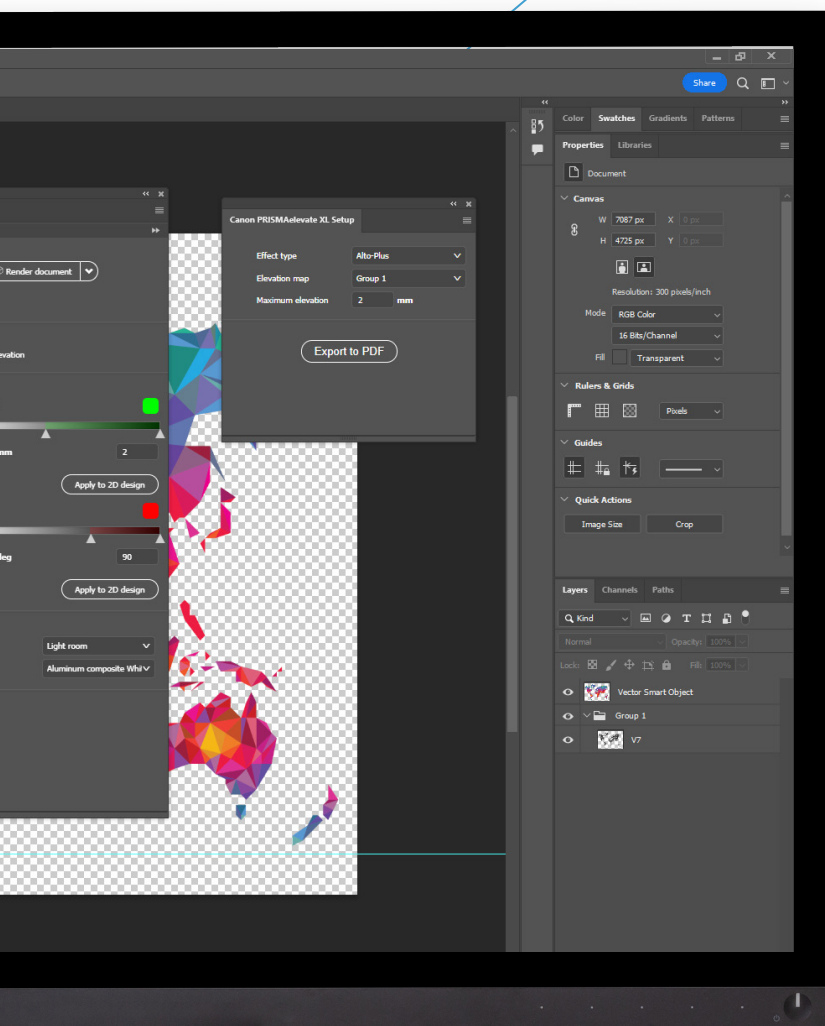 Share
Color Swatches Gradients Patterns
Properties Libraries
Document
Canvas
W 7087 px X 0 px
H 4725 px Y 0 px
Resolution: 300 pixels/inch
Mode RGB Color
16 Bits/Channel
Fill Transparent
Rulers & Grids
Pixels
Guides
Quick Actions
Image Size Crop
Layers Channels Paths
Kind
Normal Opacity: 100%
Lock: Fill: 100%
Vector Smart Object
Group 1
V7
Canon PRISMAelevate XL Setup
Effect type Alto-Plus
Elevation map Group 1
Maximum elevation 2 mm
Export to PDF
Render document
evation
mm 2
Apply to 2D design
deg 90
Apply to 2D design
Light room
Aluminum composite Whi